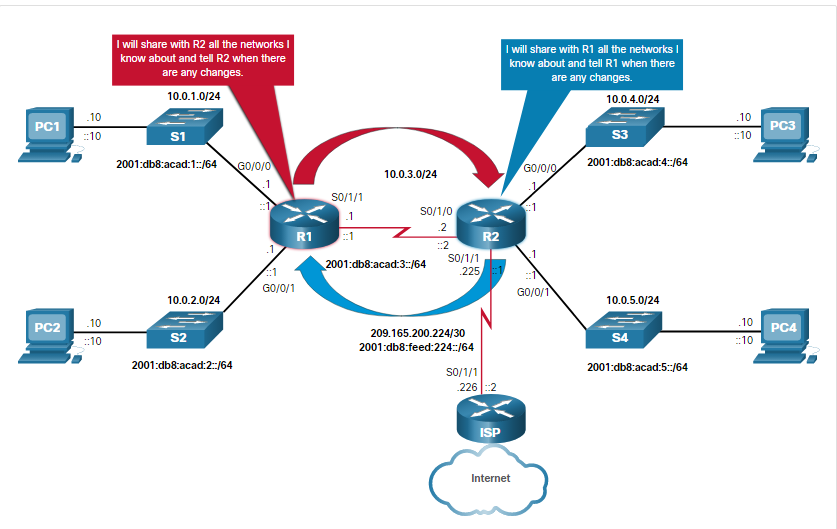 I will share with R2 all the networks I
know about and tell R2 when there
are any changes.
I will share with R1 all the networks I
know about and tell R1 when there
are any changes.
10.0.1.0/24
10.0.4.0/24
PC1
.10
::10
S1
S3
.10
::10
PC3
2001:db8:acad:1::/64
2001:db8:acad:4::/64
G0/0/0
.1
::1
10.0.3.0/24
G0/0/0
.1
::1
S0/1/1
.1
::1
S0/1/0
.2
::2
R1
R2
2001:db8:acad:3::/64
S0/1/1
.225
::1
.1
::1
G0/0/1
.1
::1
G0/0/1
10.0.2.0/24
10.0.5.0/24
PC2
.10
::10
S2
S4
.10
::10
PC4
209.165.200.224/30
2001:db8:feed:224::/64
2001:db8:acad:2::/64
2001:db8:acad:5::/64
S0/1/1
.226
::2
ISP
Internet